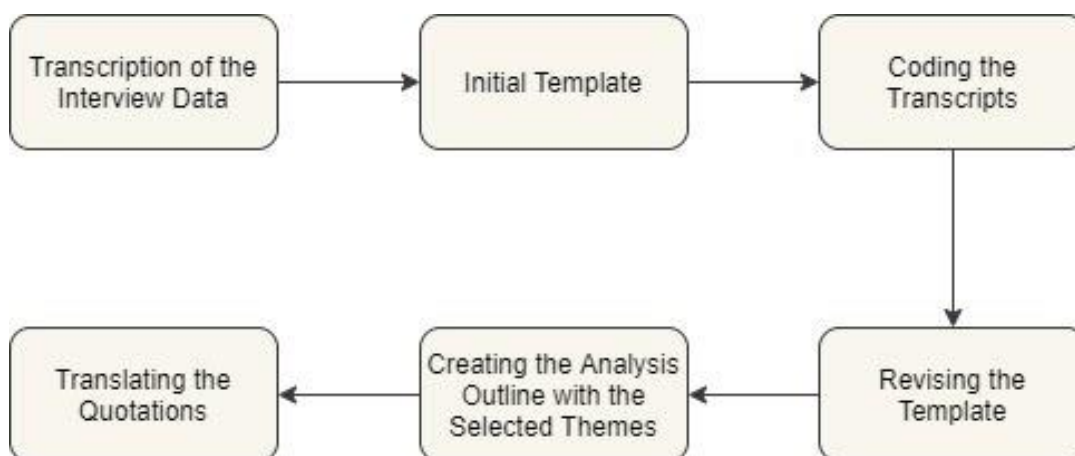 Transcription of the
Interview Data
Initial Template
Coding the
Transcripts
Revising the
Template
Creating the Analysis
Outline with the
Selected Themes
Translating the
Quotations